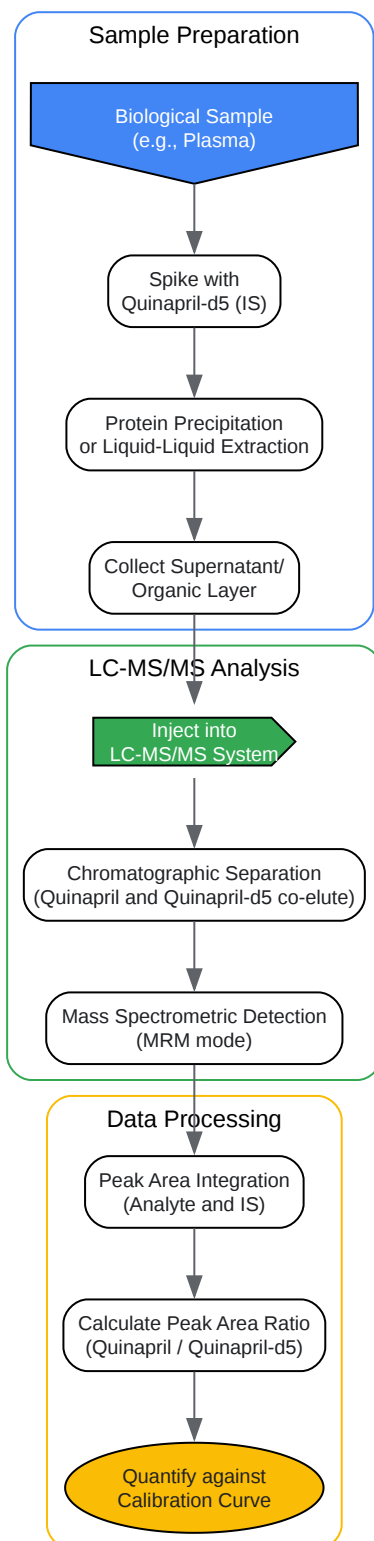 Sample Preparation
Biological Sample
(e.g., Plasma)
Spike with
Quinapril-d5 (IS)
Protein Precipitation
or Liquid-Liquid Extraction
Collect Supernatant/
Organic Layer
LC-MS/MS Analysis
Inject into
LC-MS/MS System
Chromatographic Separation
(Quinapril and Quinapril-d5 co-elute)
Mass Spectrometric Detection
(MRM mode)
Data Processing
Peak Area Integration
(Analyte and IS)
Calculate Peak Area Ratio
(Quinapril / Quinapril-d5)
Quantify against
Calibration Curve